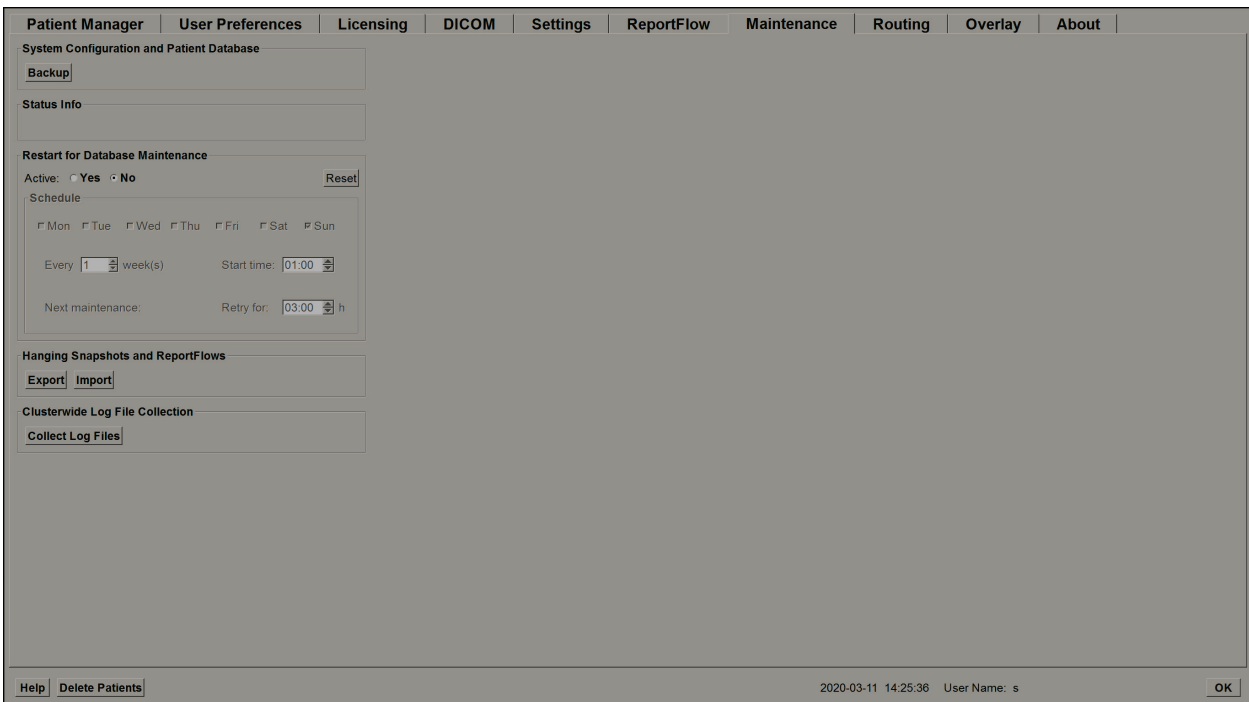 Patient Manager User Preferences Licensing DICOM Settings ReportFlow Maintenance Routing Overlay About
System Configuration and Patient Database
Backup
Status Info
Restart for Database Maintenance
Active: Yes No Reset
Schedule
Mon Tue Wed Thu Fri Sat Sun
Every 1 week(s) Start time: 01:00
Next maintenance: Retry for: 03:00 h
Hanging Snapshots and ReportFlows
Export Import
Clusterwide Log File Collection
Collect Log Files
Help Delete Patients 2020-03-11 14:25:36 User Name: s OK